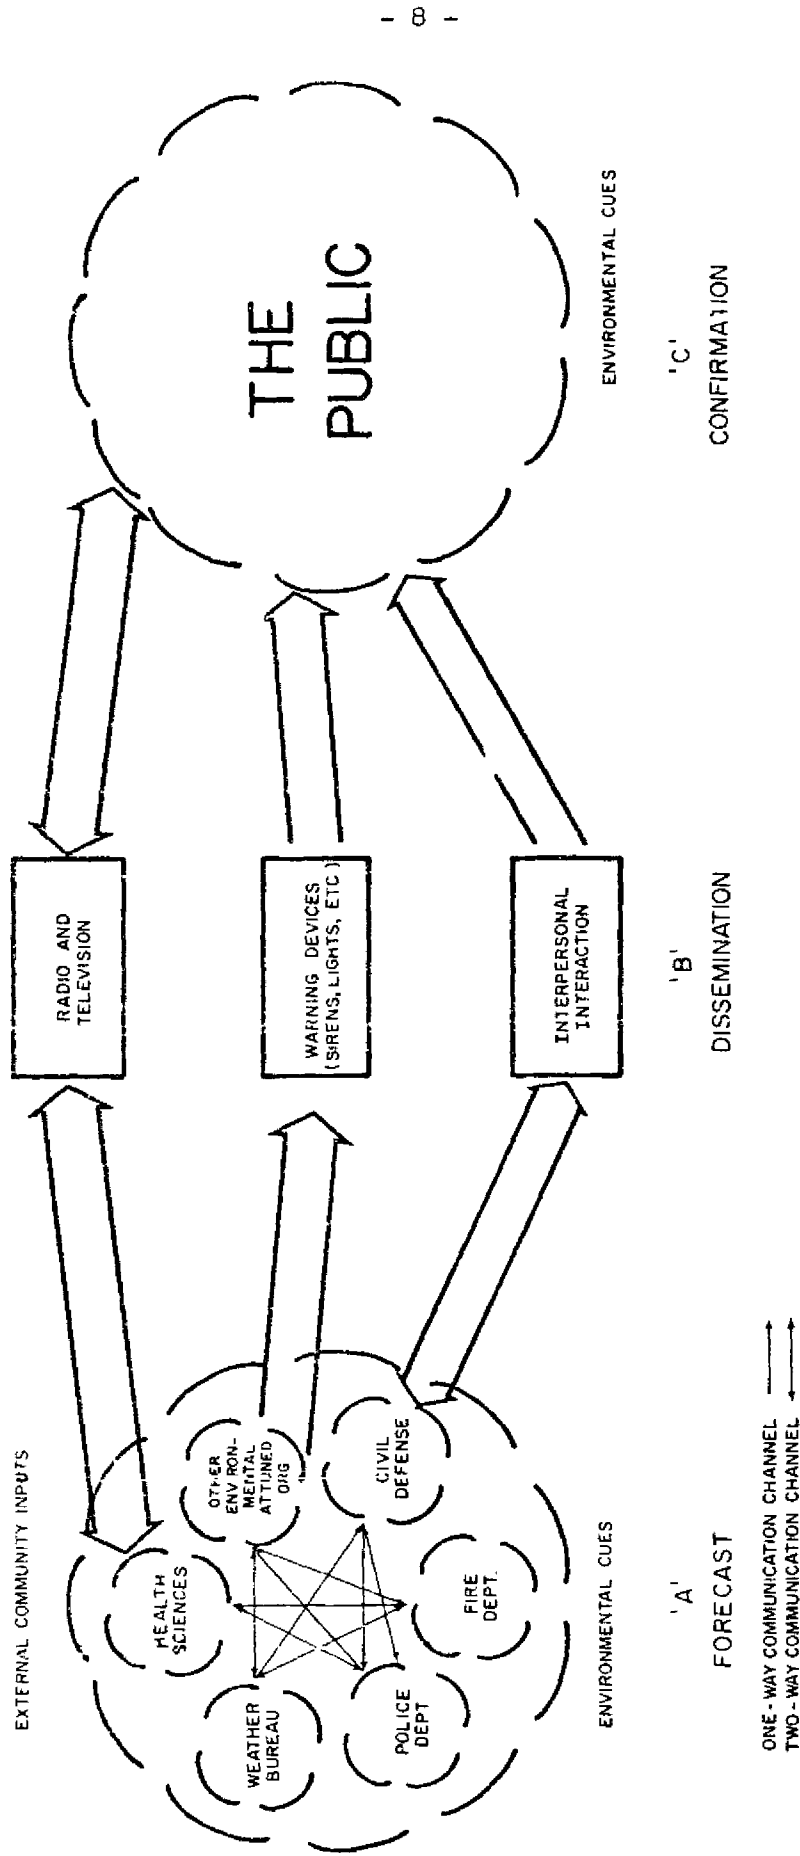 - 8 -
EXTERNAL COMMUNITY INPUTS
HEALTH
SCIENCES
OTHER
ENVIRON-
MENTAL
ATTUNED
ORG
WEATHER
BUREAU
CIVIL
DEFENSE
POLICE
DEPT
FIRE
DEPT.
ENVIRONMENTAL CUES
'A'
FORECAST
RADIO AND
TELEVISION
WARNING DEVICES
(SIRENS, LIGHTS, ETC )
INTERPERSONAL
INTERACTION
'B'
DISSEMINATION
THE
PUBLIC
ENVIRONMENTAL CUES
'C'
CONFIRMATION
ONE-WAY COMMUNICATION CHANNEL
TWO-WAY COMMUNICATION CHANNEL